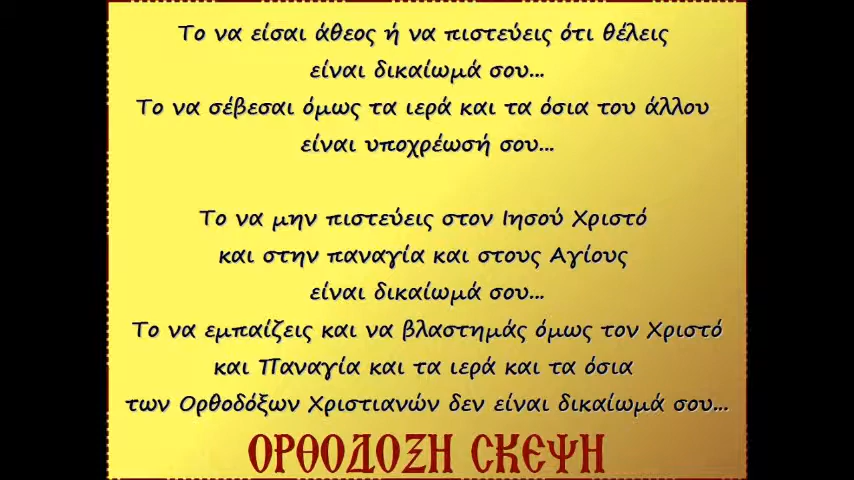 Το να είσαι άθεος ή να πιστεύεις ότι θέλεις
είναι δικαίωμά σου...
Το να σέβεσαι όμως τα ιερά και τα όσια του άλλου
είναι υποχρέωσή σου...
Το να μην πιστεύεις στον Ιησού Χριστό
και στην παναγία και στους Αγίους
είναι δικαίωμά σου...
Το να εμπαίζεις και να βλαστημάς όμως τον Χριστό
και Παναγία και τα ιερά και τα όσια
των Ορθοδόξων Χριστιανών δεν είναι δικαίωμά σου...
ΟΡΘΟΔΟΞΗ ΣΚΕΨΗ